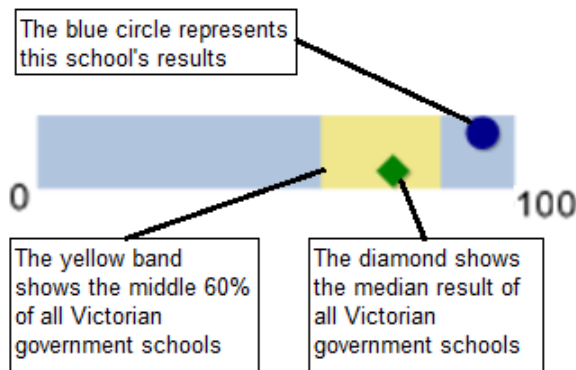 The blue circle represents
this school's results
0
100
The yellow band
shows the middle 60%
of all Victorian
government schools
The diamond shows
the median result of
all Victorian
government schools